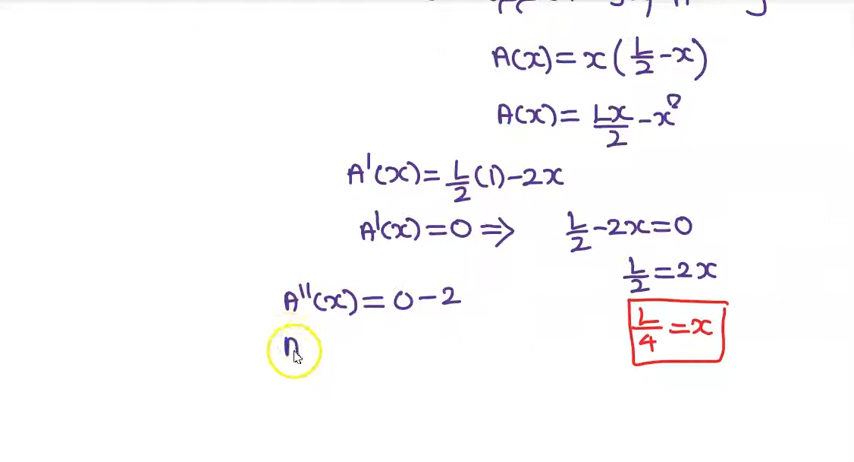 A(x) = x(L/2 - x)
A(x) = Lx/2 - x²
A'(x) = L/2 (1) - 2x
A'(x) = 0 ⇒ L/2 - 2x = 0
L/2 = 2x
A''(x) = 0 - 2
L/4 = x